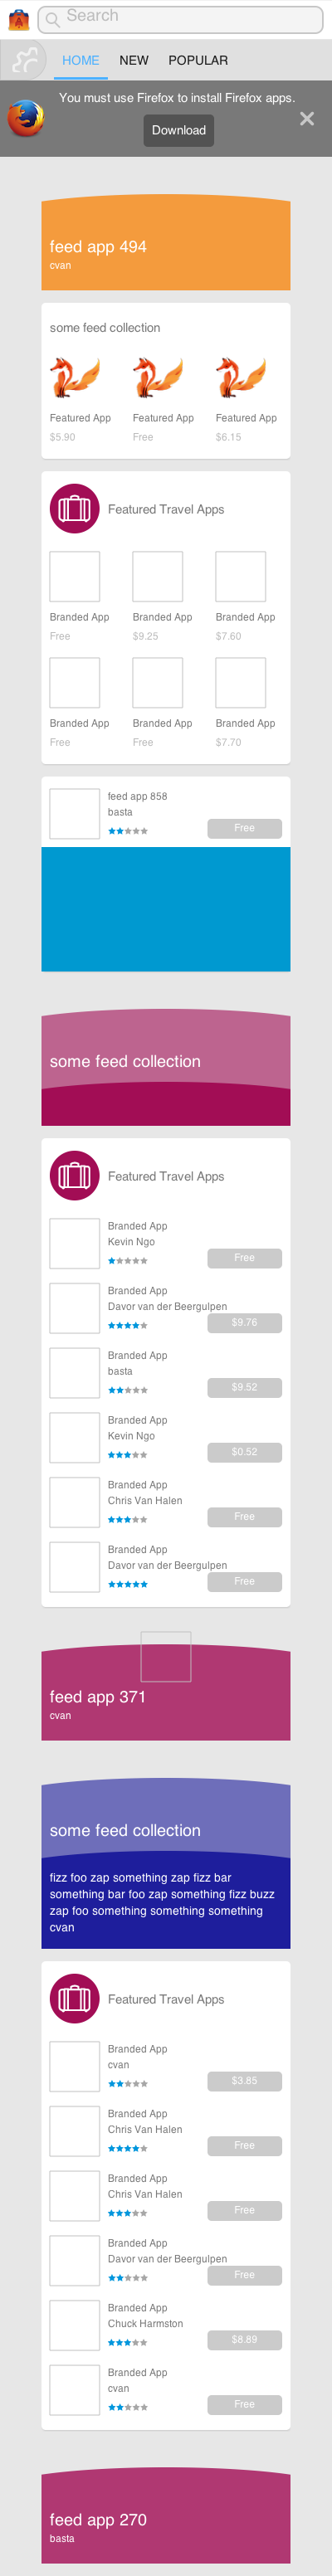 Search
HOME NEW POPULAR
You must use Firefox to install Firefox apps.
Download
feed app 494
cvan
some feed collection
Featured App Featured App Featured App
$5.90 Free $6.15
Featured Travel Apps
Branded App Branded App Branded App
Free $9.25 $7.60
Branded App Branded App Branded App
Free Free $7.70
feed app 858
basta
Free
some feed collection
Featured Travel Apps
Branded App
Kevin Ngo
Free
Branded App
Davor van der Beergulpen
$9.76
Branded App
basta
$9.52
Branded App
Kevin Ngo
$0.52
Branded App
Chris Van Halen
Free
Branded App
Davor van der Beergulpen
Free
feed app 371
cvan
some feed collection
fizz foo zap something zap fizz bar
something bar foo zap something fizz buzz
zap foo something something something
cvan
Featured Travel Apps
Branded App
cvan
$3.85
Branded App
Chris Van Halen
Free
Branded App
Chris Van Halen
Free
Branded App
Davor van der Beergulpen
Free
Branded App
Chuck Harmston
$8.89
Branded App
cvan
Free
feed app 270
basta